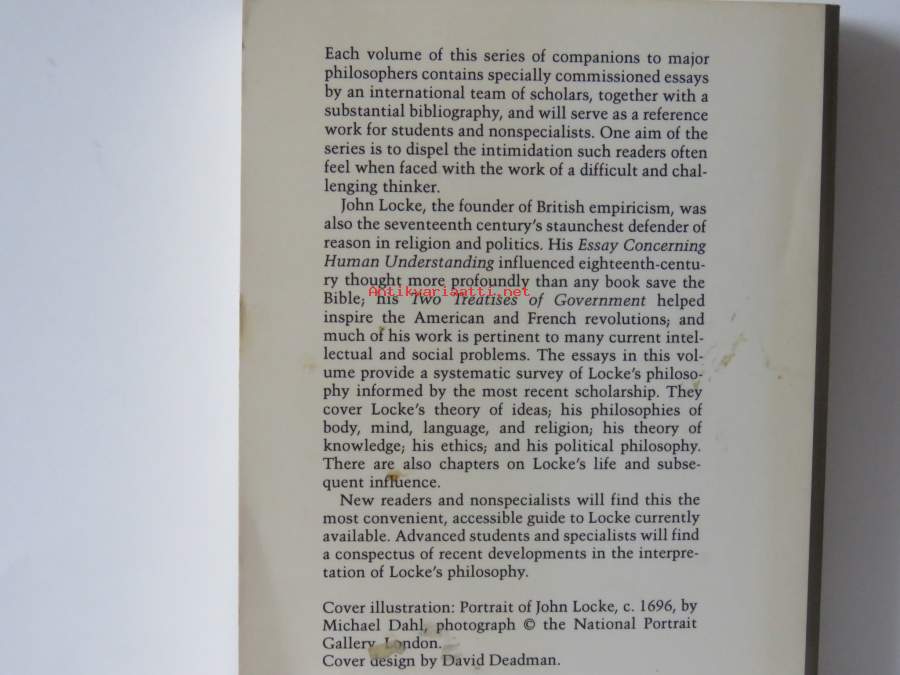 Each volume of this series of companions to major
philosophers contains specially commissioned essays
by an international team of scholars, together with a
substantial bibliography, and will serve as a reference
work for students and nonspecialists. One aim of the
series is to dispel the intimidation such readers often
feel when faced with the work of a difficult and chal-
lenging thinker.
John Locke, the founder of British empiricism, was
also the seventeenth century's staunchest defender of
reason in religion and politics. His Essay Concerning
Human Understanding influenced eighteenth-centu-
ry thought more profoundly than any book save the
Antikvariaatti.net
Bible; his Two Treatises of Government helped
inspire the American and French revolutions; and
much of his work is pertinent to many current intel-
lectual and social problems. The essays in this vol-
ume provide a systematic survey of Locke's philoso-
phy informed by the most recent scholarship. They
cover Locke's theory of ideas; his philosophies of
body, mind, language, and religion; his theory of
knowledge; his ethics; and his political philosophy.
There are also chapters on Locke's life and subse-
quent influence.
New readers and nonspecialists will find this the
most convenient, accessible guide to Locke currently
available. Advanced students and specialists will find
a conspectus of recent developments in the interpre-
tation of Locke's philosophy.
Cover illustration: Portrait of John Locke, c. 1696, by
Michael Dahl, photograph © the National Portrait
Gallery, London.
Cover design by David Deadman.